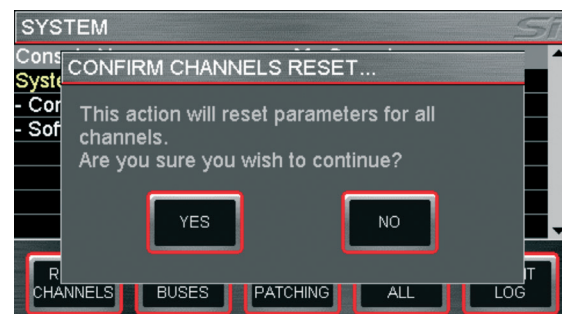 SYSTEM
Si
CONFIRM CHANNELS RESET...
This action will reset parameters for all
channels.
Are you sure you wish to continue?
YES
NO
CHANNELS
BUSES
PATCHING
ALL
LOG